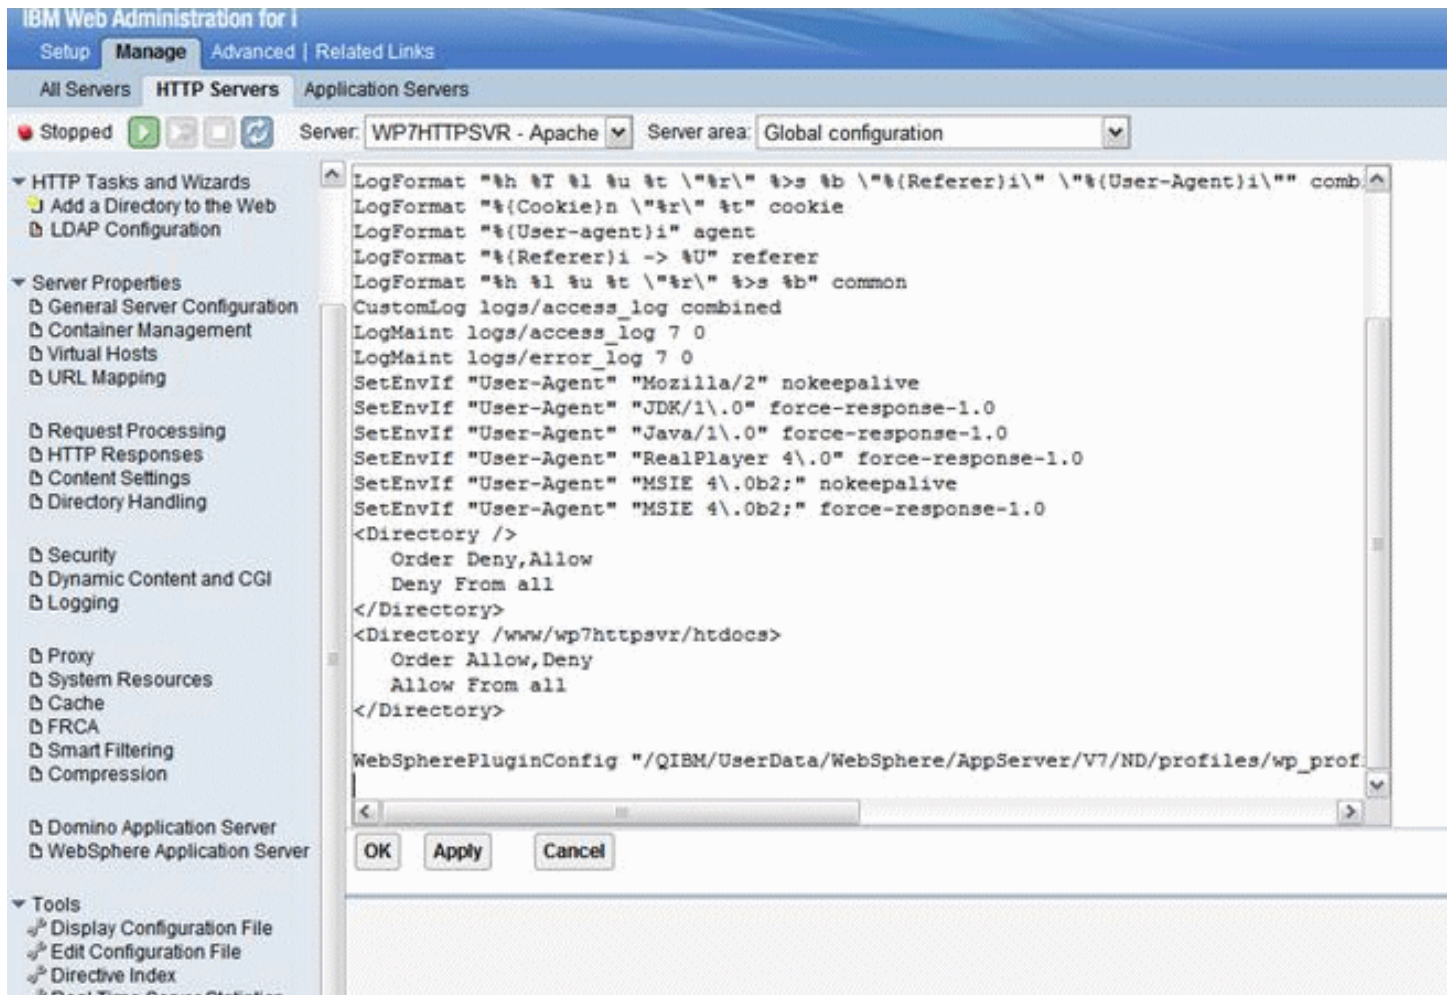 IBM Web Administration for i
Setup Manage Advanced | Related Links
All Servers HTTP Servers Application Servers
Stopped Server: WP7HTTPSVR - Apache Server area: Global configuration
HTTP Tasks and Wizards
Add a Directory to the Web
LDAP Configuration
Server Properties
General Server Configuration
Container Management
Virtual Hosts
URL Mapping
Request Processing
HTTP Responses
Content Settings
Directory Handling
Security
Dynamic Content and CGI
Logging
Proxy
System Resources
Cache
FRCA
Smart Filtering
Compression
Domino Application Server
WebSphere Application Server
Tools
Display Configuration File
Edit Configuration File
Directive Index
Real Time Server Statistics
LogFormat "%h %T %l %u %t \"%r\" %>s %b \"%{Referer}i\" \"%{User-Agent}i\"" comb
LogFormat "%{Cookie}n \"%r\" %t" cookie
LogFormat "%{User-agent}i" agent
LogFormat "%{Referer}i -> %U" referer
LogFormat "%h %l %u %t \"%r\" %>s %b" common
CustomLog logs/access_log combined
LogMaint logs/access_log 7 0
LogMaint logs/error_log 7 0
SetEnvIf "User-Agent" "Mozilla/2" nokeepalive
SetEnvIf "User-Agent" "JDK/1\.0" force-response-1.0
SetEnvIf "User-Agent" "Java/1\.0" force-response-1.0
SetEnvIf "User-Agent" "RealPlayer 4\.0" force-response-1.0
SetEnvIf "User-Agent" "MSIE 4\.0b2;" nokeepalive
SetEnvIf "User-Agent" "MSIE 4\.0b2;" force-response-1.0
<Directory />
Order Deny,Allow
Deny From all
</Directory>
<Directory /www/wp7httpsvr/htdocs>
Order Allow,Deny
Allow From all
</Directory>
WebSpherePluginConfig "/QIBM/UserData/WebSphere/AppServer/V7/ND/profiles/wp_prof
OK Apply Cancel